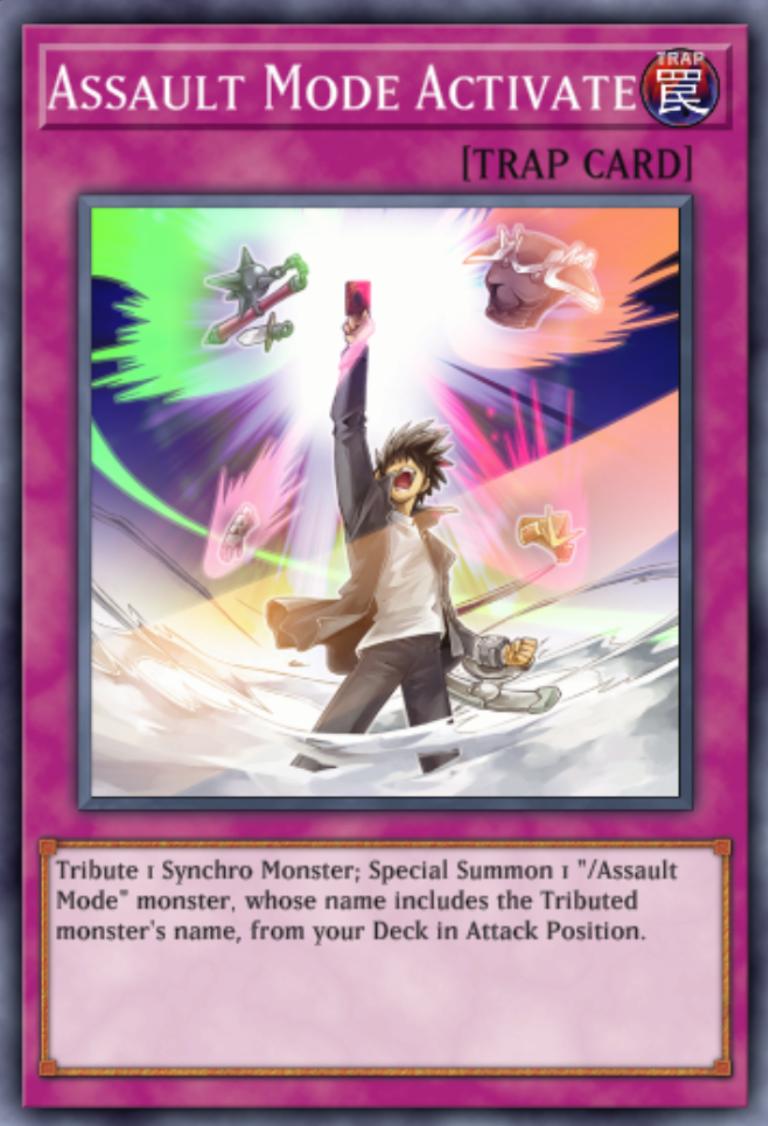 ASSAULT MODE ACTIVATE
TRAP
罠
[TRAP CARD]
Tribute 1 Synchro Monster; Special Summon 1 "/Assault
Mode" monster, whose name includes the Tributed
monster's name, from your Deck in Attack Position.